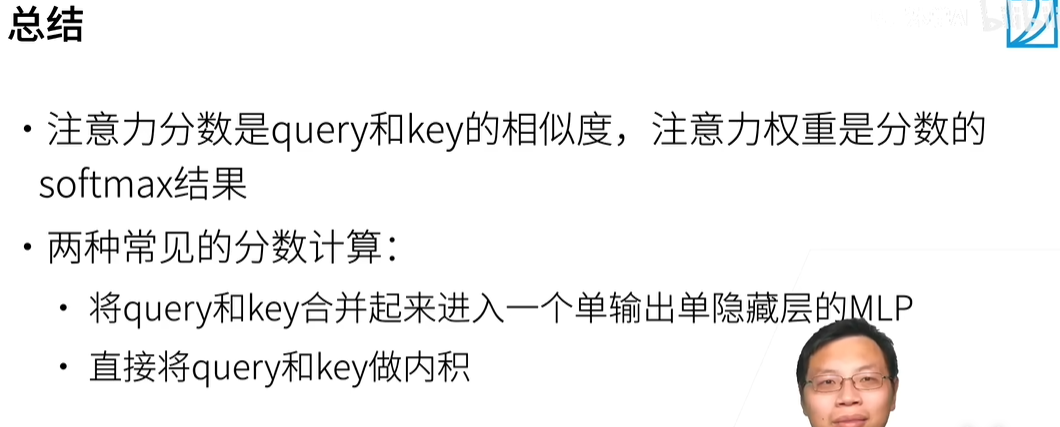 总结
• 注意力分数是query和key的相似度，注意力权重是分数的
softmax结果
• 两种常见的分数计算：
• 将query和key合并起来进入一个单输出单隐藏层的MLP
• 直接将query和key做内积